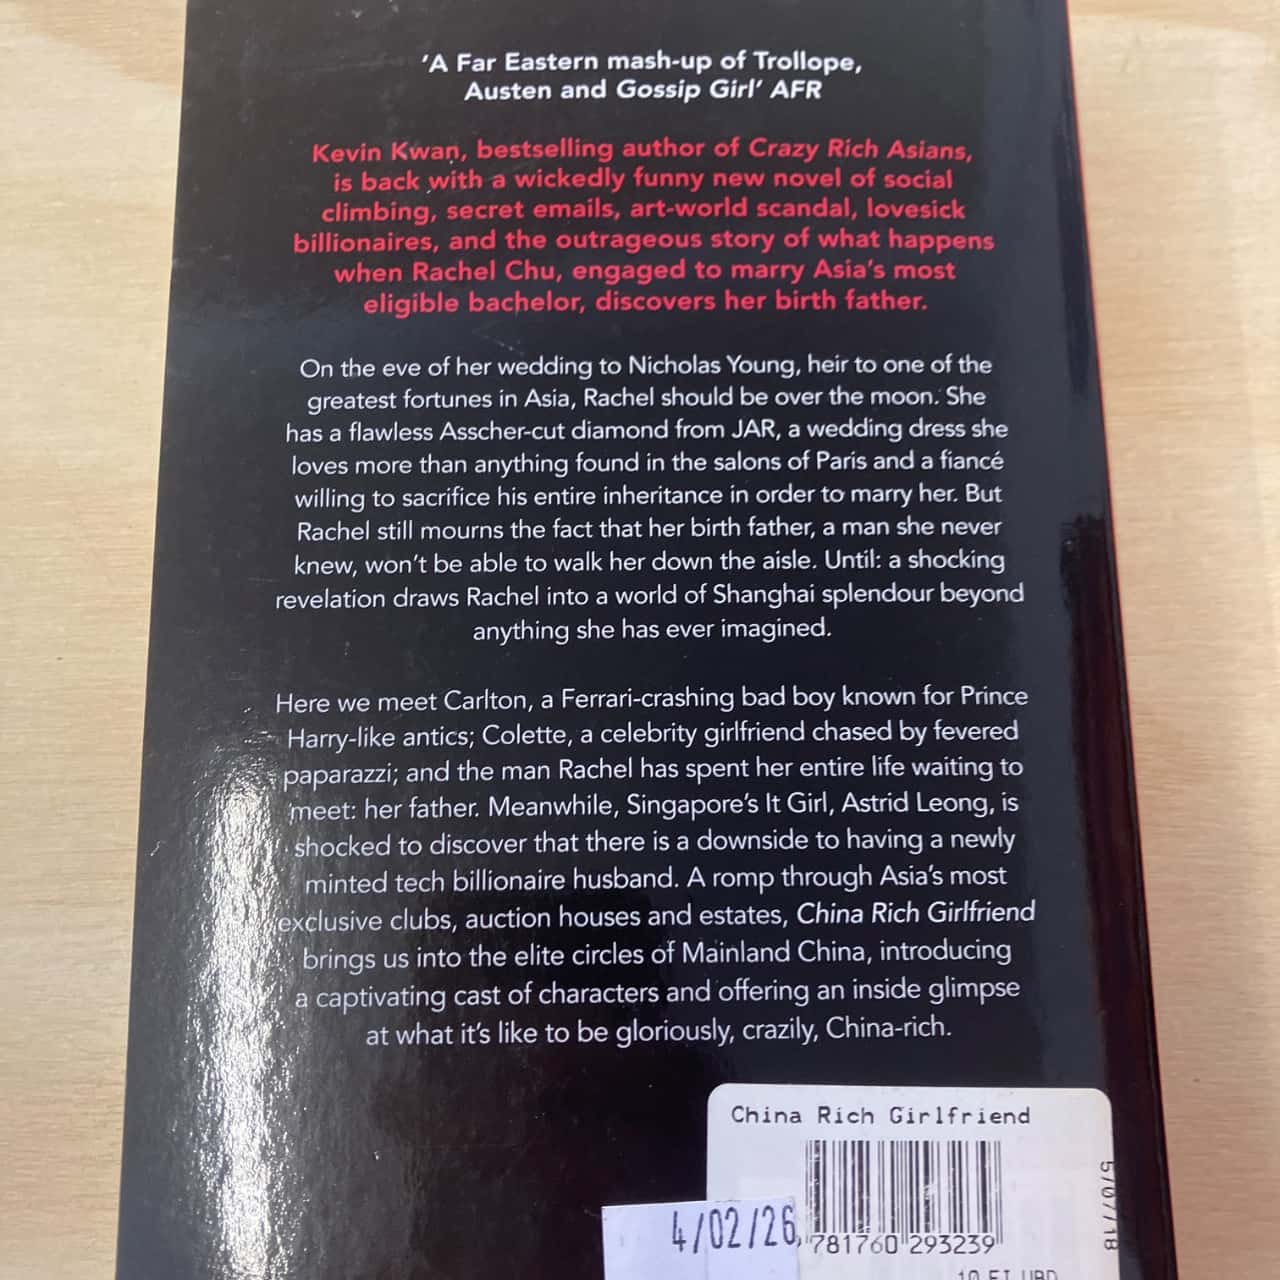 ‘A Far Eastern mash-up of Trollope,
Austen and Gossip Girl’ AFR
Kevin Kwan, bestselling author of Crazy Rich Asians,
is back with a wickedly funny new novel of social
climbing, secret emails, art-world scandal, lovesick
billionaires, and the outrageous story of what happens
when Rachel Chu, engaged to marry Asia’s most
eligible bachelor, discovers her birth father.
On the eve of her wedding to Nicholas Young, heir to one of the
greatest fortunes in Asia, Rachel should be over the moon. She
has a flawless Asscher-cut diamond from JAR, a wedding dress she
loves more than anything found in the salons of Paris and a fiancé
willing to sacrifice his entire inheritance in order to marry her. But
Rachel still mourns the fact that her birth father, a man she never
knew, won’t be able to walk her down the aisle. Until: a shocking
revelation draws Rachel into a world of Shanghai splendour beyond
anything she has ever imagined.
Here we meet Carlton, a Ferrari-crashing bad boy known for Prince
Harry-like antics; Colette, a celebrity girlfriend chased by fevered
paparazzi; and the man Rachel has spent her entire life waiting to
meet: her father. Meanwhile, Singapore’s It Girl, Astrid Leong, is
shocked to discover that there is a downside to having a newly
minted tech billionaire husband. A romp through Asia’s most
exclusive clubs, auction houses and estates, China Rich Girlfriend
brings us into the elite circles of Mainland China, introducing
a captivating cast of characters and offering an inside glimpse
at what it’s like to be gloriously, crazily, China-rich.
China Rich Girlfriend
5/07/18
4/02/26
781760 293239